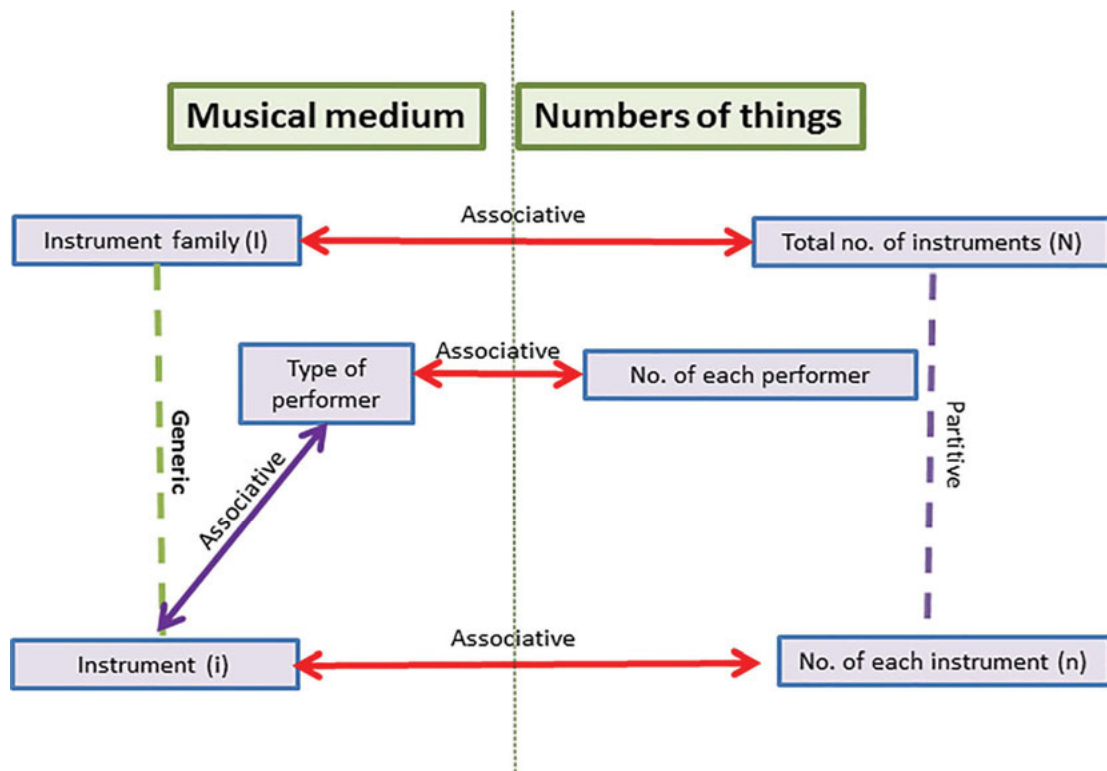 Musical medium
Numbers of things
Associative
Instrument family (I)
Total no. of instruments (N)
Associative
Type of
performer
No. of each performer
Generic
Partitive
Associative
Associative
Instrument (i)
No. of each instrument (n)